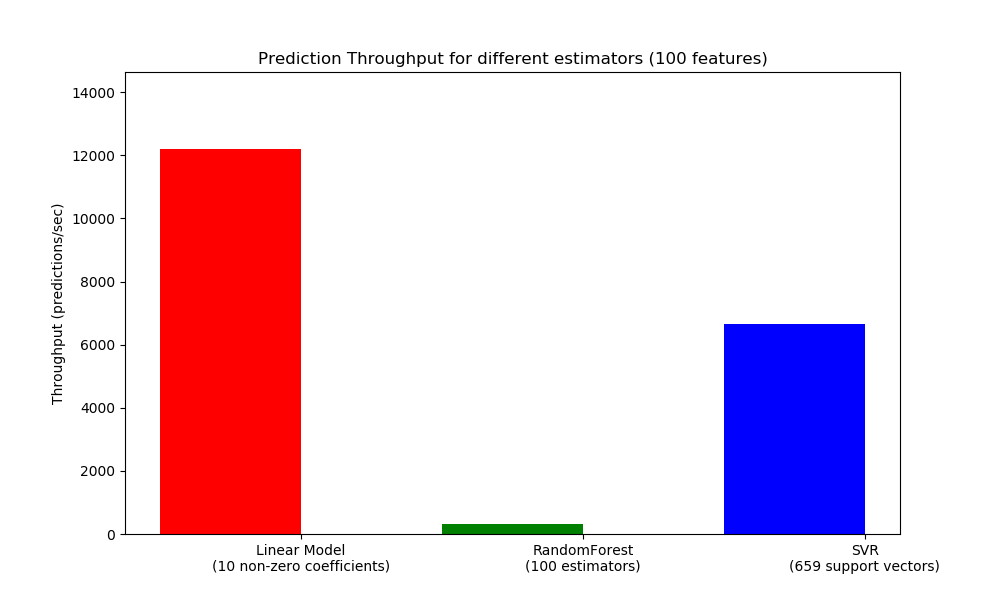 Prediction Throughput for different estimators (100 features)
Throughput (predictions/sec)
14000
12000
10000
8000
6000
4000
2000
0
Linear Model
(10 non-zero coefficients)
RandomForest
(100 estimators)
SVR
(659 support vectors)